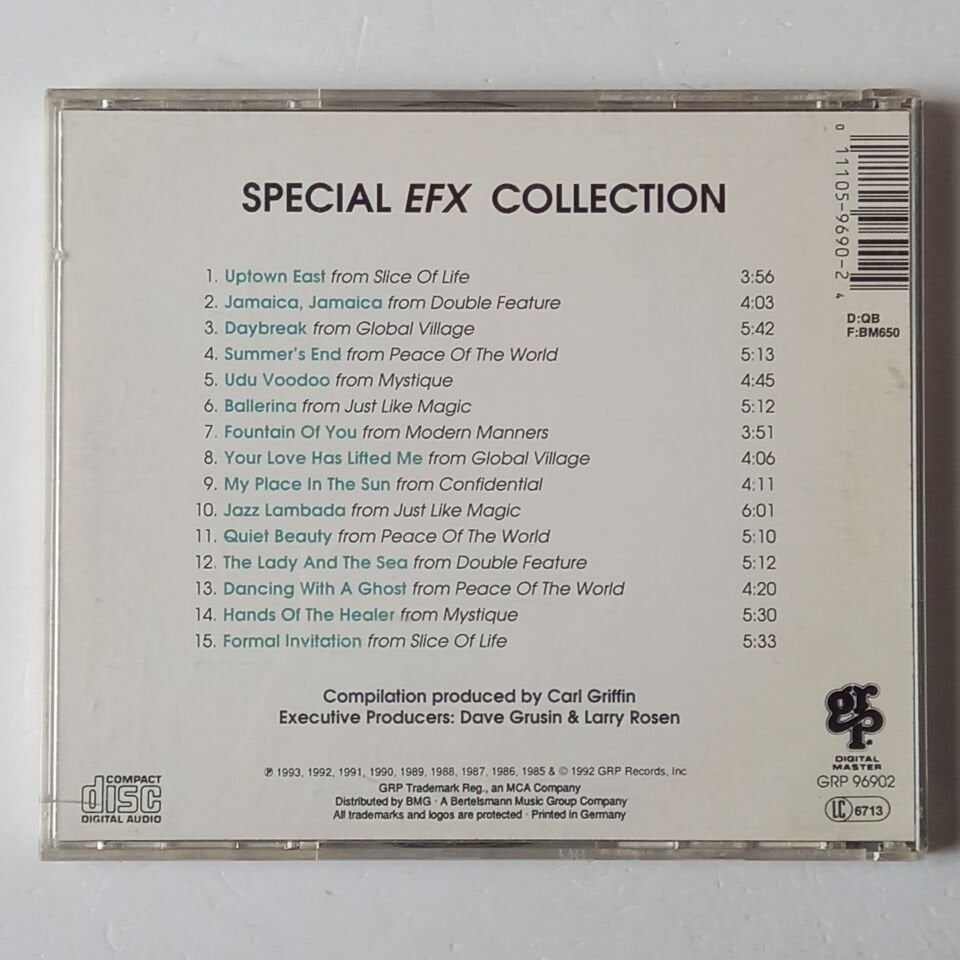 SPECIAL EFX COLLECTION
1. Uptown East from Slice Of Life 3:56
2. Jamaica, Jamaica from Double Feature 4:03
3. Daybreak from Global Village 5:42
4. Summer's End from Peace Of The World 5:13
5. Udu Voodoo from Mystique 4:45
6. Ballerina from Just Like Magic 5:12
7. Fountain Of You from Modern Manners 3:51
8. Your Love Has Lifted Me from Global Village 4:06
9. My Place In The Sun from Confidential 4:11
10. Jazz Lambada from Just Like Magic 6:01
11. Quiet Beauty from Peace Of The World 5:10
12. The Lady And The Sea from Double Feature 5:12
13. Dancing With A Ghost from Peace Of The World 4:20
14. Hands Of The Healer from Mystique 5:30
15. Formal Invitation from Slice Of Life 5:33
Compilation produced by Carl Griffin
Executive Producers: Dave Grusin & Larry Rosen
℗ 1993, 1992, 1991, 1990, 1989, 1988, 1987, 1986, 1985 & © 1992 GRP Records, Inc
GRP Trademark Reg., an MCA Company
Distributed by BMG · A Bertelsmann Music Group Company
All trademarks and logos are protected · Printed in Germany
COMPACT
disc
DIGITAL AUDIO
0 11105-9690-2 4
D:QB
F:BM650
grp
DIGITAL
MASTER
GRP 96902
LC 6713